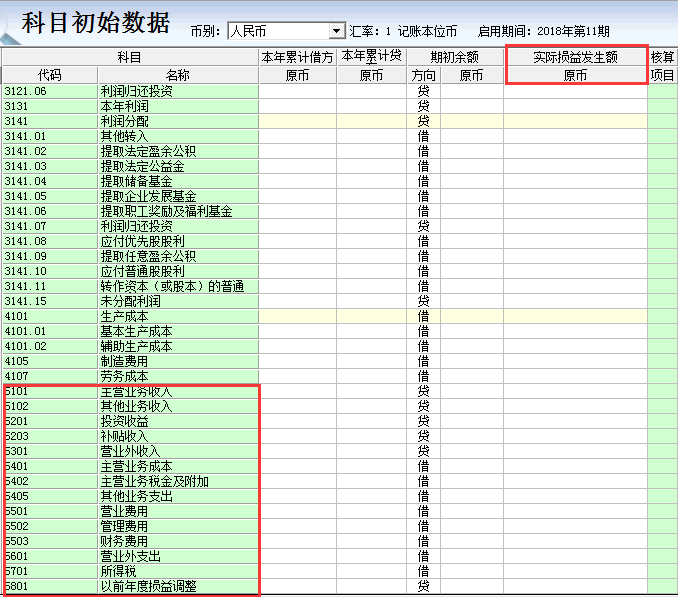 科目初始数据 币别： 人民币 汇率：1 记账本位币 启用期间：2018年第11期
科目 本年累计借方 本年累计贷 期初余额 实际损益发生额 核算
代码 名称 原币 原币 方向 原币 原币 项目
3121.06 利润归还投资 贷
3131 本年利润 贷
3141 利润分配 贷
3141.01 其他转入 借
3141.02 提取法定盈余公积 借
3141.03 提取法定公益金 借
3141.04 提取储备基金 借
3141.05 提取企业发展基金 借
3141.06 提取职工奖励及福利基金 借
3141.07 利润归还投资 借
3141.08 应付优先股股利 借
3141.09 提取任意盈余公积 借
3141.10 应付普通股股利 借
3141.11 转作资本（或股本）的普通 借
3141.15 未分配利润 贷
4101 生产成本 借
4101.01 基本生产成本 借
4101.02 辅助生产成本 借
4105 制造费用 借
4107 劳务成本 借
5101 主营业务收入 贷
5102 其他业务收入 贷
5201 投资收益 贷
5203 补贴收入 贷
5301 营业外收入 贷
5401 主营业务成本 借
5402 主营业务税金及附加 借
5405 其他业务支出 借
5501 营业费用 借
5502 管理费用 借
5503 财务费用 借
5601 营业外支出 借
5701 所得税 借
5801 以前年度损益调整 贷